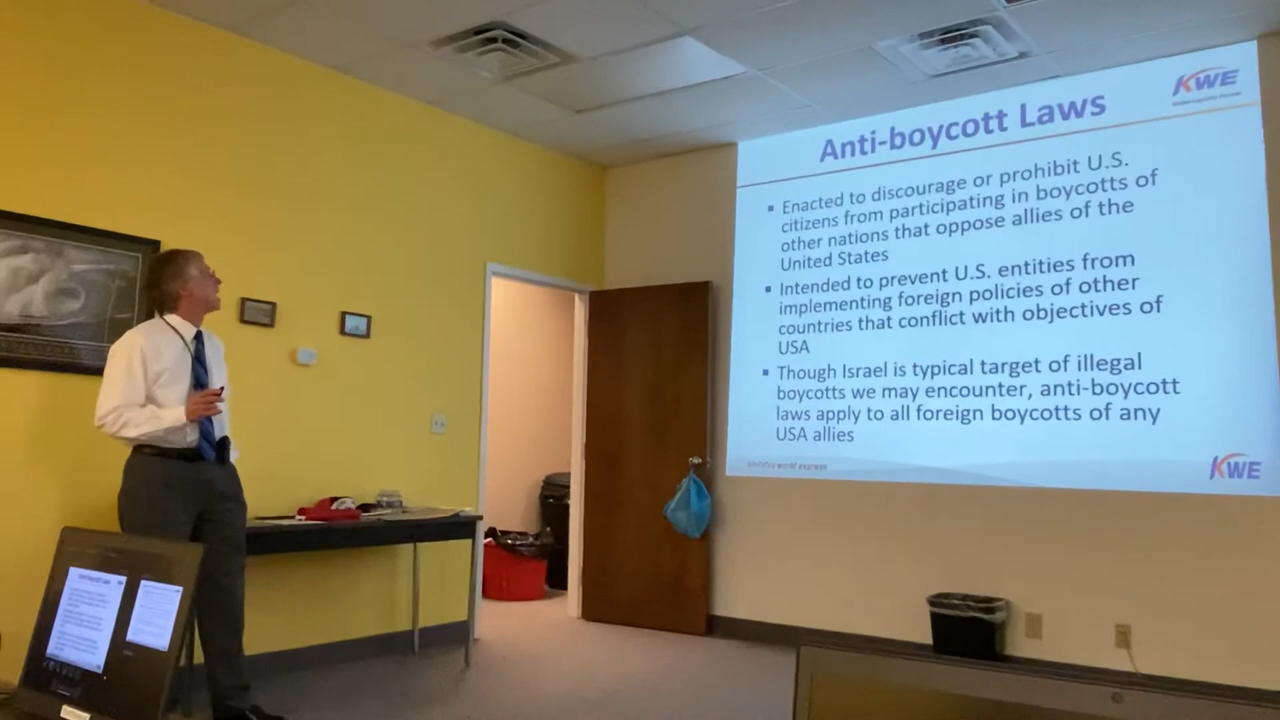 KWE
Anti-boycott Laws
▪ Enacted to discourage or prohibit U.S.
citizens from participating in boycotts of
other nations that oppose allies of the
United States
▪ Intended to prevent U.S. entities from
implementing foreign policies of other
countries that conflict with objectives of
USA
▪ Though Israel is typical target of illegal
boycotts we may encounter, anti-boycott
laws apply to all foreign boycotts of any
USA allies
world express
KWE